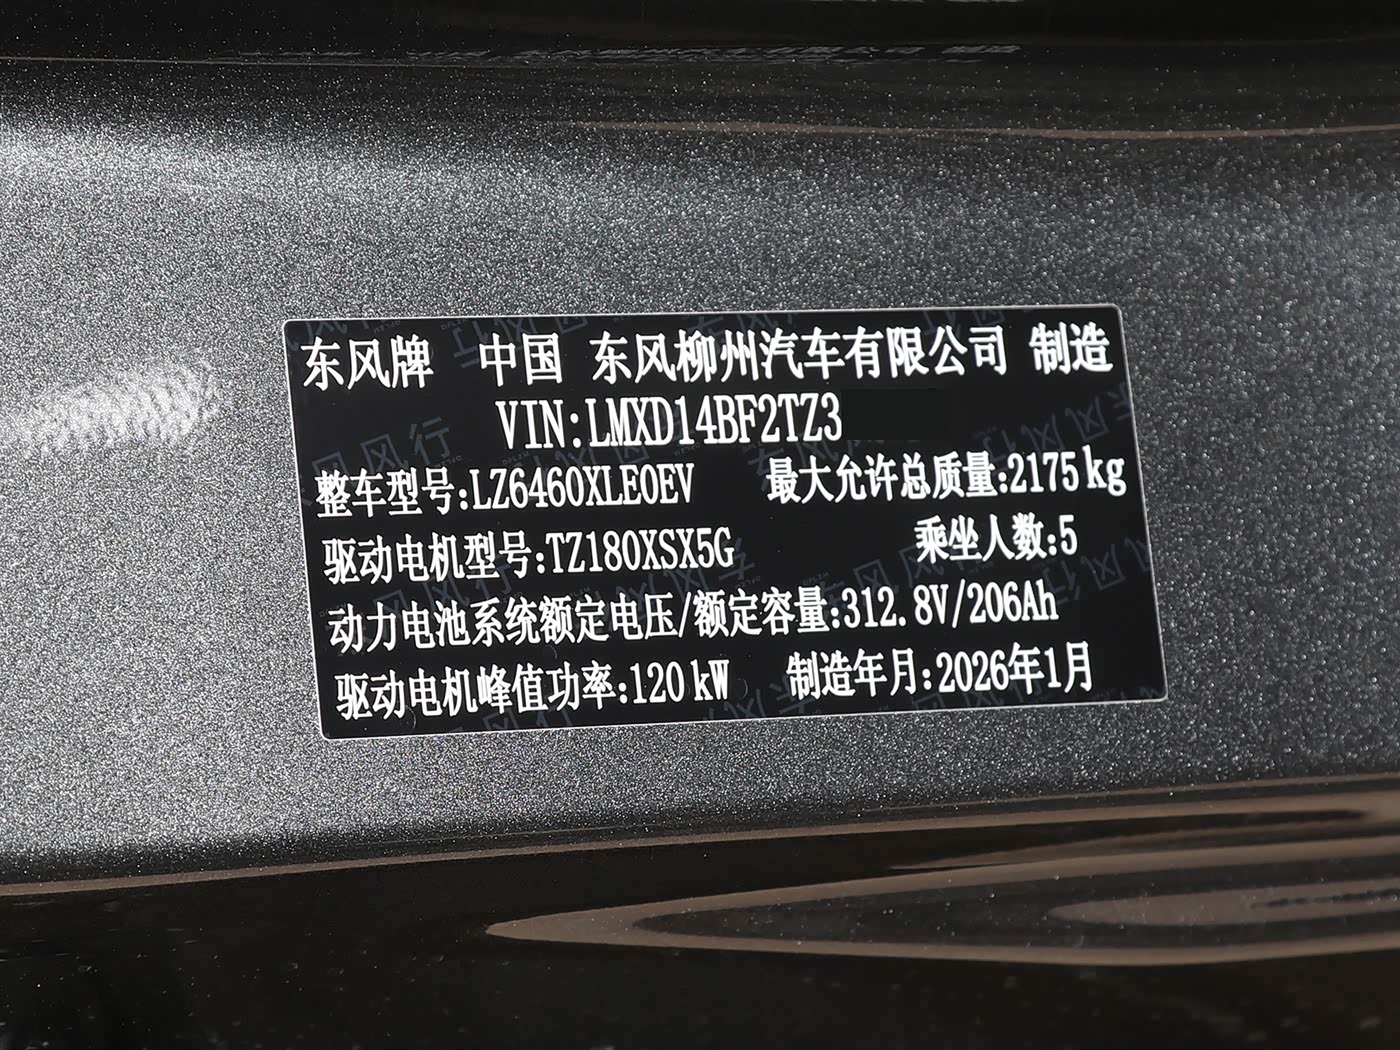 东风牌 中国 东风柳州汽车有限公司 制造
VIN:LMXD14BF2TZ3
整车型号:LZ6460XLE0EV 最大允许总质量:2175kg
驱动电机型号:TZ180XSX5G 乘坐人数:5
动力电池系统额定电压/额定容量:312.8V/206Ah
驱动电机峰值功率:120kW 制造年月:2026年1月